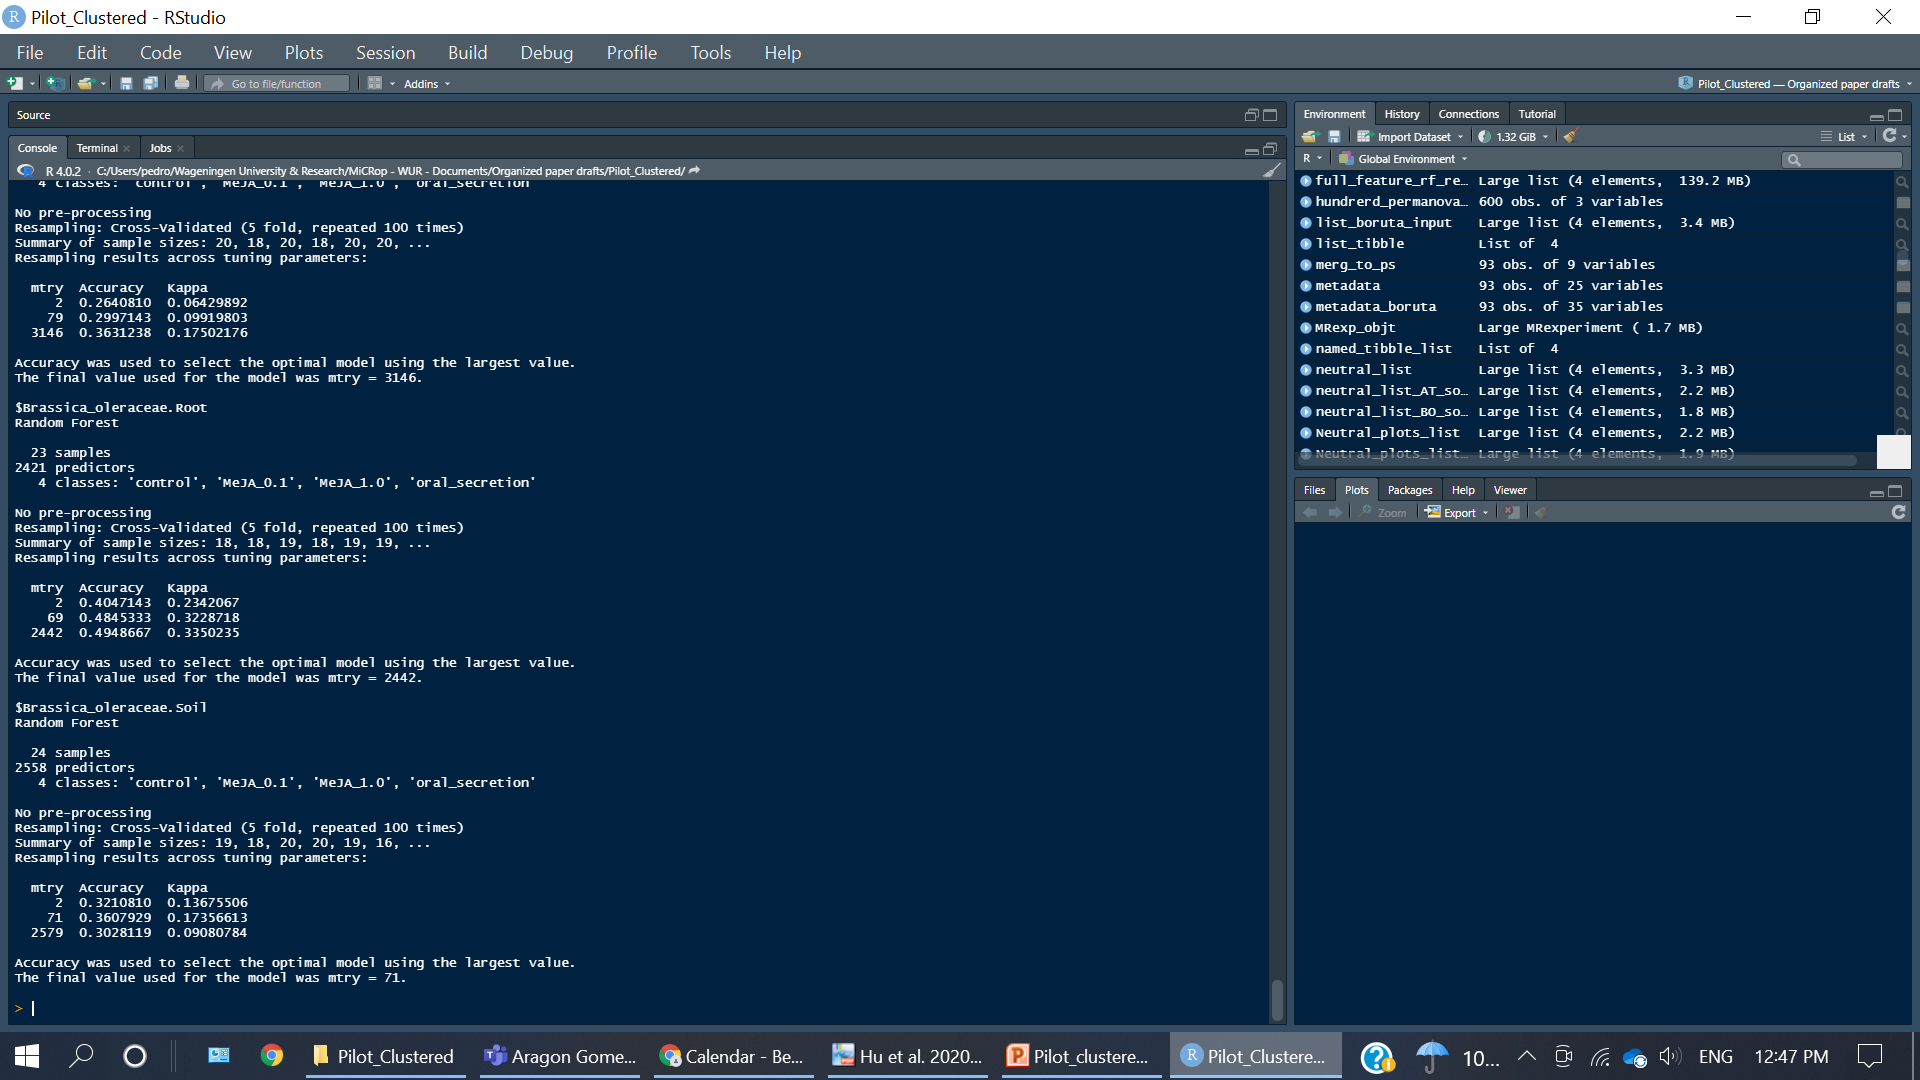 Pilot_Clustered - RStudio
File Edit Code View Plots Session Build Debug Profile Tools Help
Go to file/function Addins Pilot_Clustered — Organized paper drafts
Source
Console Terminal Jobs
R 4.0.2 · C:/Users/pedro/Wageningen University & Research/MiCRop - WUR - Documents/Organized paper drafts/Pilot_Clustered/
4 classes: 'control', 'MeJA_0.1', 'MeJA_1.0', 'oral_secretion'
No pre-processing
Resampling: Cross-Validated (5 fold, repeated 100 times)
Summary of sample sizes: 20, 18, 20, 18, 20, 20, ...
Resampling results across tuning parameters:
mtry Accuracy Kappa
2 0.2640810 0.06429892
79 0.2997143 0.09919803
3146 0.3631238 0.17502176
Accuracy was used to select the optimal model using the largest value.
The final value used for the model was mtry = 3146.
$Brassica_oleraceae.Root
Random Forest
23 samples
2421 predictors
4 classes: 'control', 'MeJA_0.1', 'MeJA_1.0', 'oral_secretion'
No pre-processing
Resampling: Cross-Validated (5 fold, repeated 100 times)
Summary of sample sizes: 18, 18, 19, 18, 19, 19, ...
Resampling results across tuning parameters:
mtry Accuracy Kappa
2 0.4047143 0.2342067
69 0.4845333 0.3228718
2442 0.4948667 0.3350235
Accuracy was used to select the optimal model using the largest value.
The final value used for the model was mtry = 2442.
$Brassica_oleraceae.Soil
Random Forest
24 samples
2558 predictors
4 classes: 'control', 'MeJA_0.1', 'MeJA_1.0', 'oral_secretion'
No pre-processing
Resampling: Cross-Validated (5 fold, repeated 100 times)
Summary of sample sizes: 19, 18, 20, 20, 19, 16, ...
Resampling results across tuning parameters:
mtry Accuracy Kappa
2 0.3210810 0.13675506
71 0.3607929 0.17356613
2579 0.3028119 0.09080784
Accuracy was used to select the optimal model using the largest value.
The final value used for the model was mtry = 71.
>
Environment History Connections Tutorial
Import Dataset 1.32 GiB List
R Global Environment
full_feature_rf_re... Large list (4 elements, 139.2 MB)
hundrerd_permanova... 600 obs. of 3 variables
list_boruta_input Large list (4 elements, 3.4 MB)
list_tibble List of 4
merg_to_ps 93 obs. of 9 variables
metadata 93 obs. of 25 variables
metadata_boruta 93 obs. of 35 variables
MRexp_objt Large MRexperiment ( 1.7 MB)
named_tibble_list List of 4
neutral_list Large list (4 elements, 3.3 MB)
neutral_list_AT_so... Large list (4 elements, 2.2 MB)
neutral_list_BO_so... Large list (4 elements, 1.8 MB)
Neutral_plots_list Large list (4 elements, 2.2 MB)
Neutral_plots_list... Large list (4 elements, 1.9 MB)
Files Plots Packages Help Viewer
Zoom Export
Pilot_Clustered Aragon Gome... Calendar - Be... Hu et al. 2020... Pilot_clustere... Pilot_Clustere... 10... ENG 12:47 PM